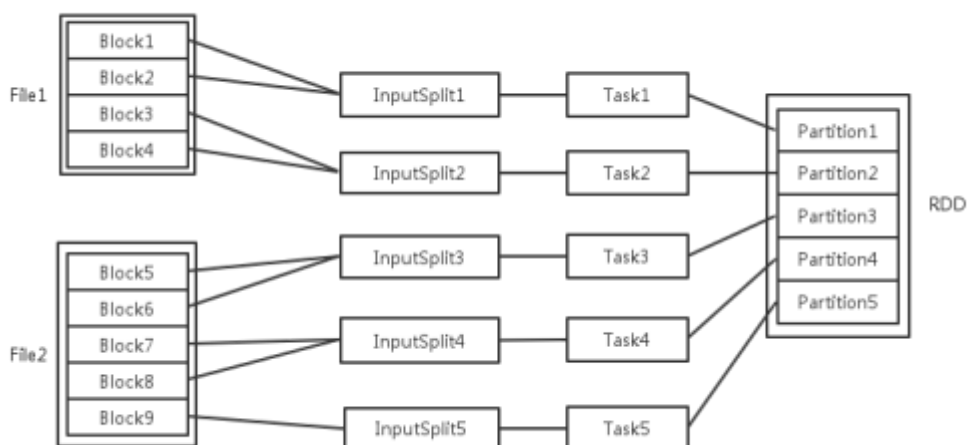 File1
Block1
Block2
Block3
Block4
File2
Block5
Block6
Block7
Block8
Block9
InputSplit1
InputSplit2
InputSplit3
InputSplit4
InputSplit5
Task1
Task2
Task3
Task4
Task5
Partition1
Partition2
Partition3
Partition4
Partition5
RDD